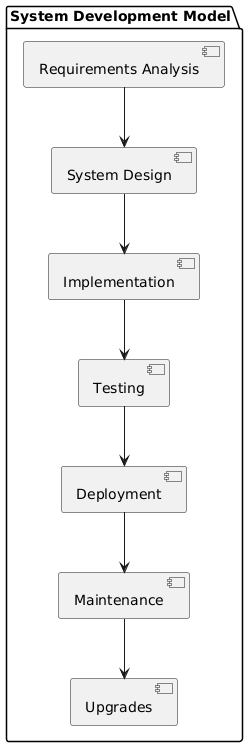 System Development Model
Requirements Analysis
System Design
Implementation
Testing
Deployment
Maintenance
Upgrades